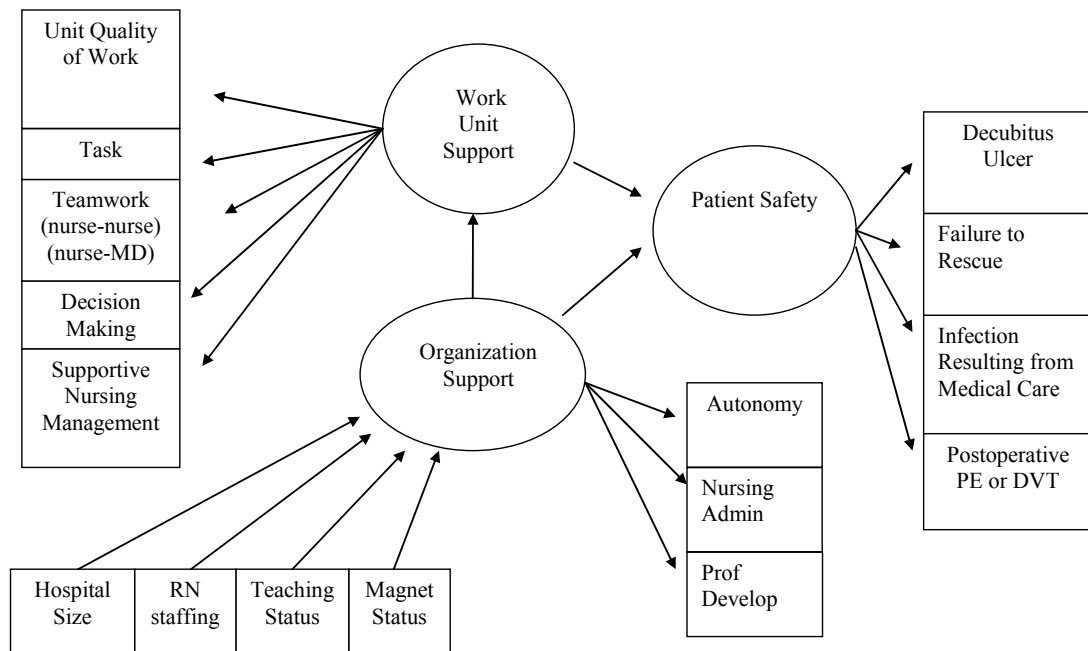 Unit Quality
of Work
Task
Teamwork
(nurse-nurse)
(nurse-MD)
Decision
Making
Supportive
Nursing
Management
Work
Unit
Support
Patient Safety
Organization
Support
Decubitus
Ulcer
Failure to
Rescue
Infection
Resulting from
Medical Care
Postoperative
PE or DVT
Autonomy
Nursing
Admin
Prof
Develop
Hospital
Size
RN
staffing
Teaching
Status
Magnet
Status